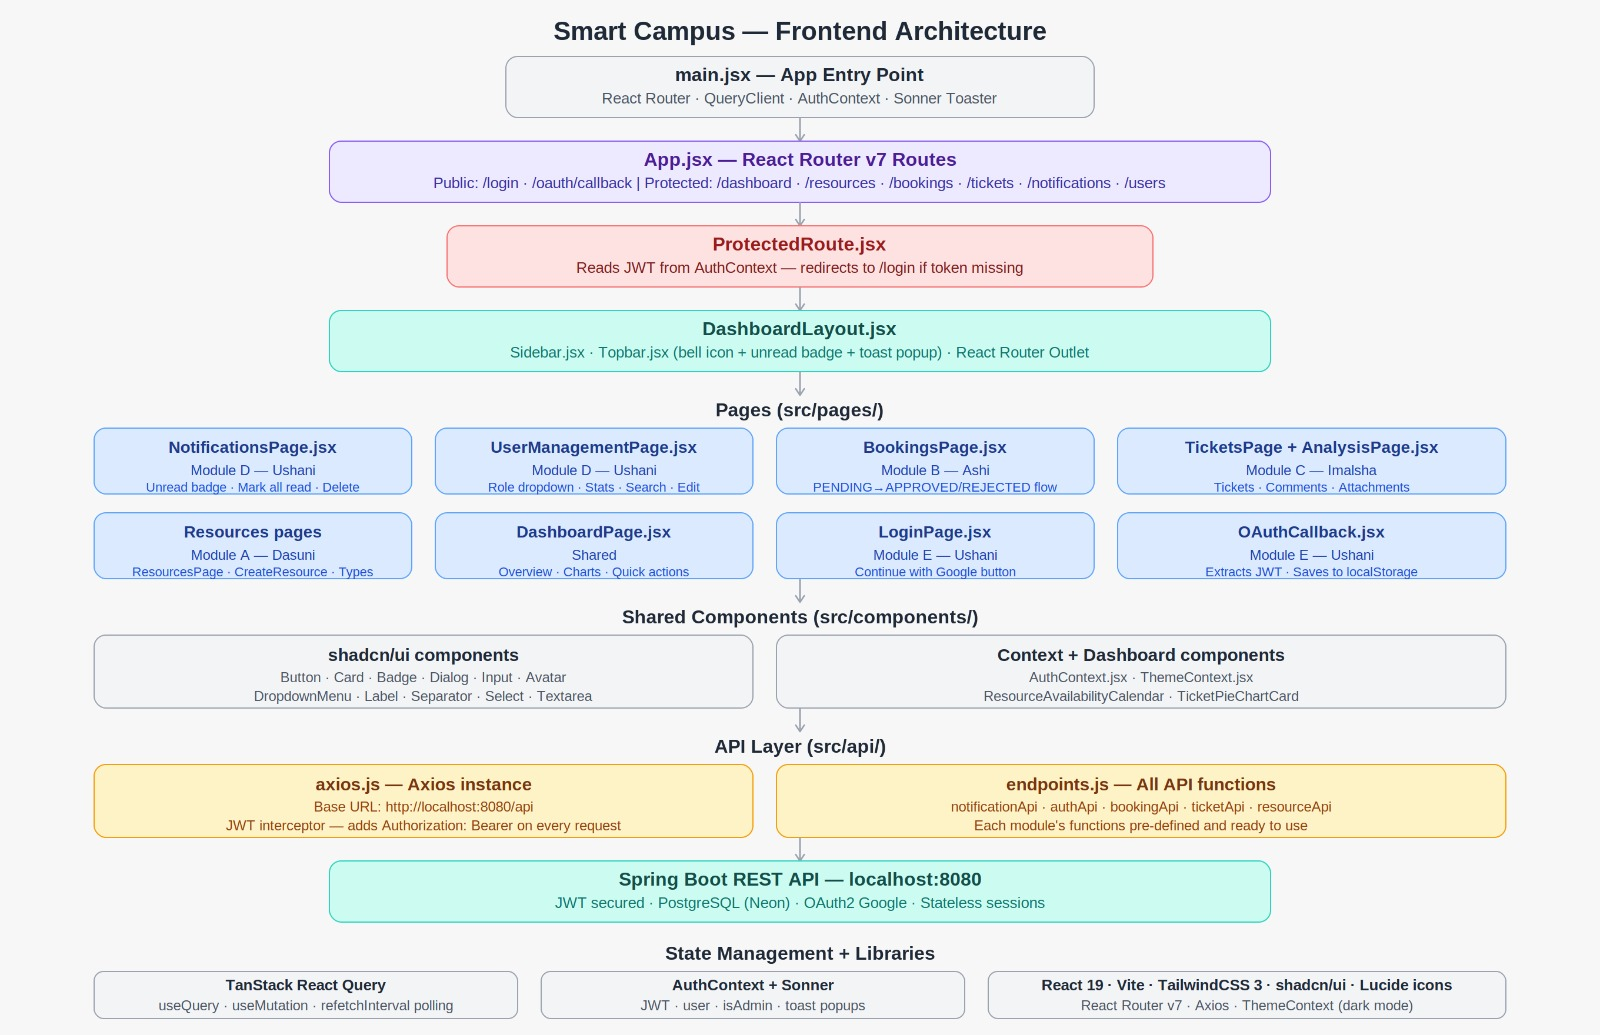 Smart Campus — Frontend Architecture
main.jsx — App Entry Point
React Router · QueryClient · AuthContext · Sonner Toaster
App.jsx — React Router v7 Routes
Public: /login · /oauth/callback | Protected: /dashboard · /resources · /bookings · /tickets · /notifications · /users
ProtectedRoute.jsx
Reads JWT from AuthContext — redirects to /login if token missing
DashboardLayout.jsx
Sidebar.jsx · Topbar.jsx (bell icon + unread badge + toast popup) · React Router Outlet
Pages (src/pages/)
NotificationsPage.jsx
Module D — Ushani
Unread badge · Mark all read · Delete
UserManagementPage.jsx
Module D — Ushani
Role dropdown · Stats · Search · Edit
BookingsPage.jsx
Module B — Ashi
PENDING→APPROVED/REJECTED flow
TicketsPage + AnalysisPage.jsx
Module C — Imalsha
Tickets · Comments · Attachments
Resources pages
Module A — Dasuni
ResourcesPage · CreateResource · Types
DashboardPage.jsx
Shared
Overview · Charts · Quick actions
LoginPage.jsx
Module E — Ushani
Continue with Google button
OAuthCallback.jsx
Module E — Ushani
Extracts JWT · Saves to localStorage
Shared Components (src/components/)
shadcn/ui components
Button · Card · Badge · Dialog · Input · Avatar
DropdownMenu · Label · Separator · Select · Textarea
Context + Dashboard components
AuthContext.jsx · ThemeContext.jsx
ResourceAvailabilityCalendar · TicketPieChartCard
API Layer (src/api/)
axios.js — Axios instance
Base URL: http://localhost:8080/api
JWT interceptor — adds Authorization: Bearer on every request
endpoints.js — All API functions
notificationApi · authApi · bookingApi · ticketApi · resourceApi
Each module's functions pre-defined and ready to use
Spring Boot REST API — localhost:8080
JWT secured · PostgreSQL (Neon) · OAuth2 Google · Stateless sessions
State Management + Libraries
TanStack React Query
useQuery · useMutation · refetchInterval polling
AuthContext + Sonner
JWT · user · isAdmin · toast popups
React 19 · Vite · TailwindCSS 3 · shadcn/ui · Lucide icons
React Router v7 · Axios · ThemeContext (dark mode)